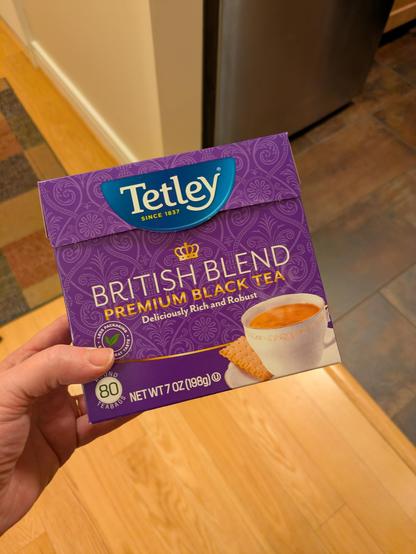 Tetley®
SINCE 1837
BRITISH BLEND
PREMIUM BLACK TEA
Deliciously Rich and Robust
PACKAGING
80
TEABAGS
NET WT 7 OZ (198g) U